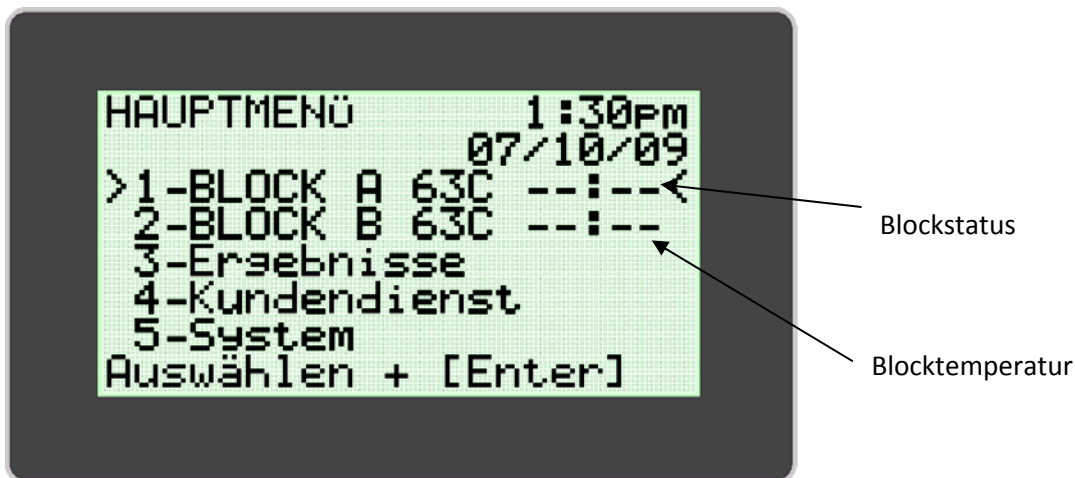 HAUPTMENÜ 1:30pm
07/10/09
>1-BLOCK A 63C --:--<
2-BLOCK B 63C --:--
3-Ergebnisse
4-Kundendienst
5-System
Auswählen + [Enter]
Blockstatus
Blocktemperatur